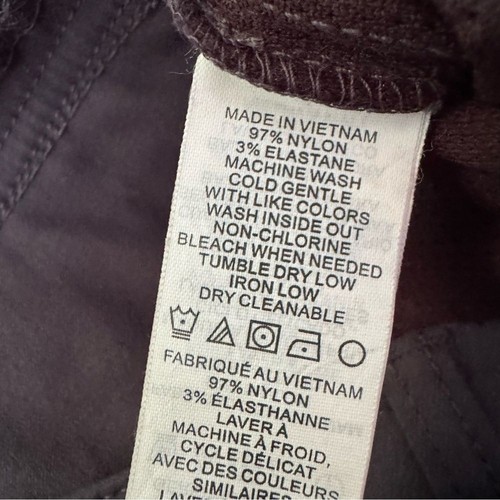 MADE IN VIETNAM
97% NYLON
3% ELASTANE
MACHINE WASH
COLD GENTLE
WITH LIKE COLORS
WASH INSIDE OUT
NON-CHLORINE
BLEACH WHEN NEEDED
TUMBLE DRY LOW
IRON LOW
DRY CLEANABLE
FABRIQUÉ AU VIETNAM
97% NYLON
3% ÉLASTHANNE
LAVER À
MACHINE À FROID,
CYCLE DÉLICAT
AVEC DES COULEURS
SIMILAIRES